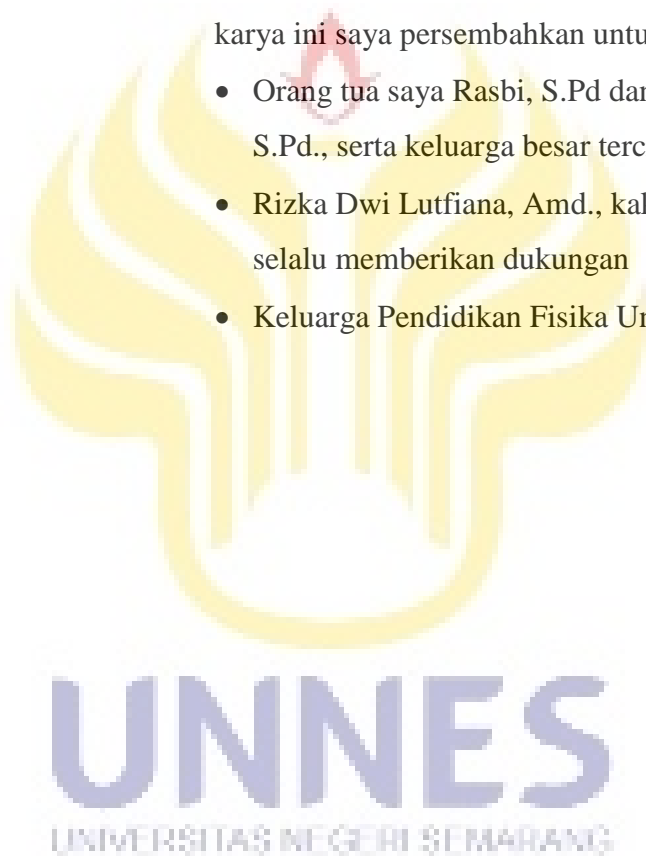 karya ini saya persembahkan untu
• Orang tua saya Rasbi, S.Pd dan
S.Pd., serta keluarga besar terc
• Rizka Dwi Lutfiana, Amd., kak
selalu memberikan dukungan
• Keluarga Pendidikan Fisika Un
UNNES
UNIVERSITAS NEGERI SEMARANG